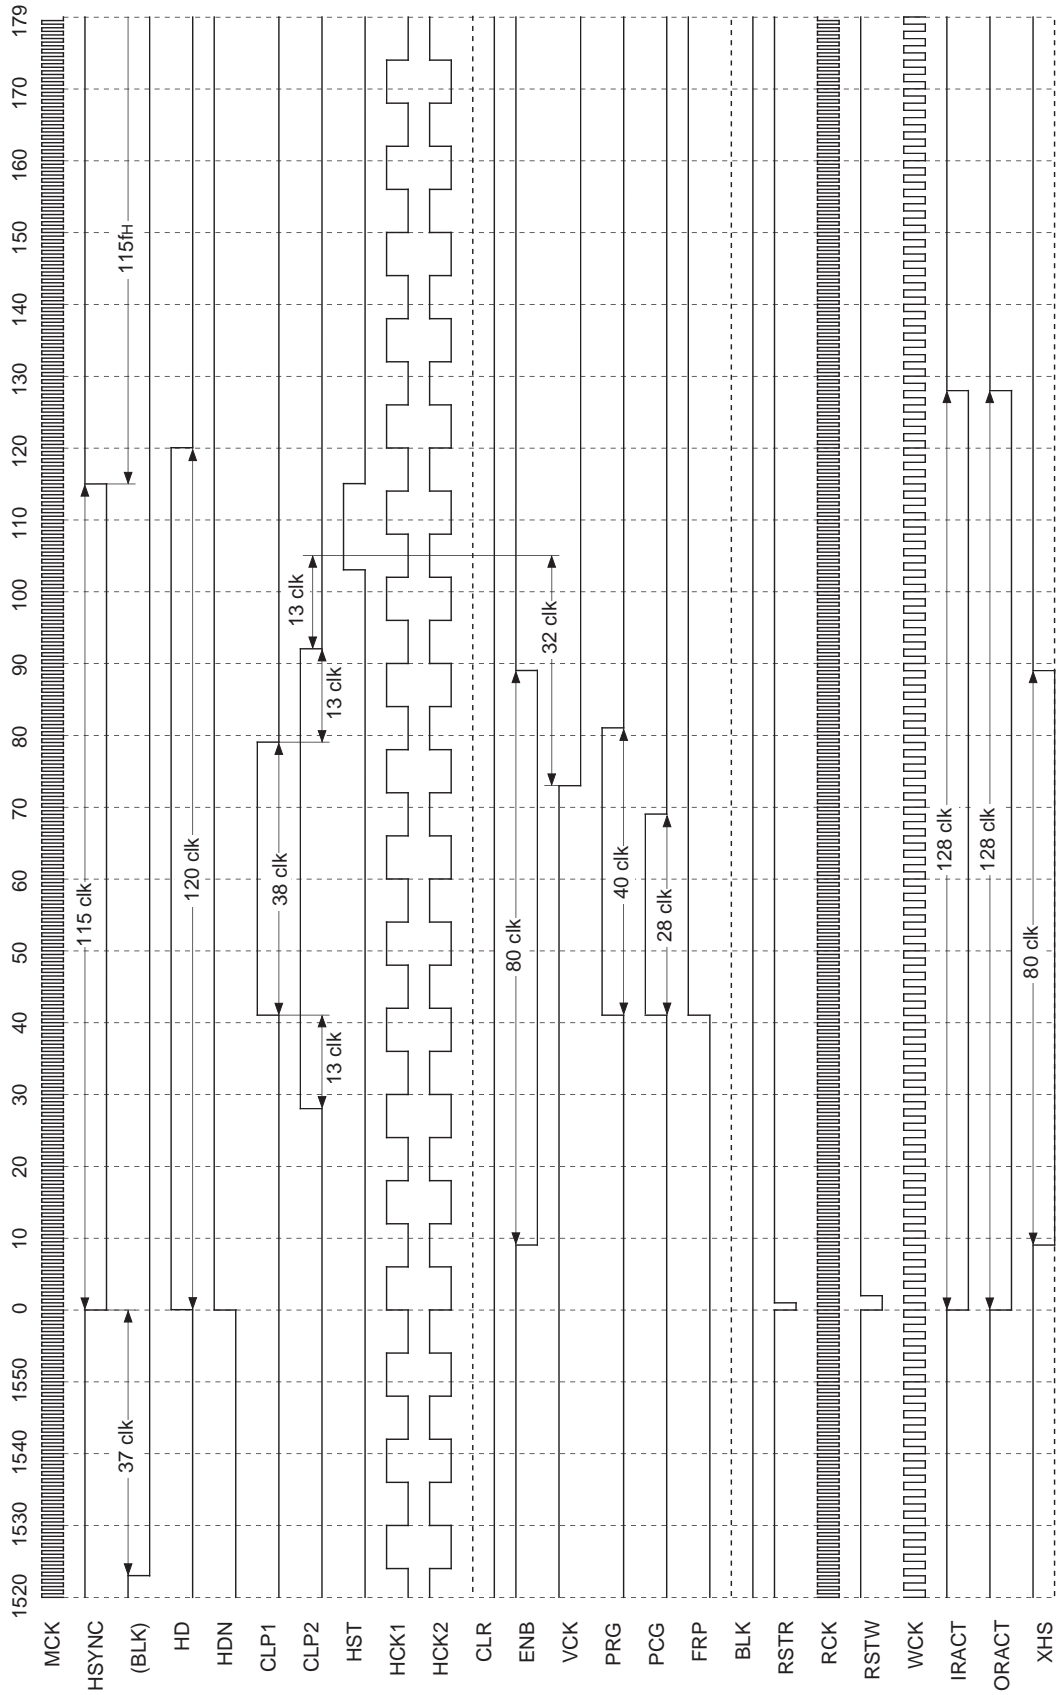 1520 1530 1540 1550 0 10 20 30 40 50 60 70 80 90 100 110 120 130 140 150 160 170 179
MCK
HSYNC 115 clk
(BLK) 37 clk 115fH
HD 120 clk
HDN
CLP1 38 clk
CLP2 13 clk 13 clk 13 clk
HST
HCK1
HCK2
CLR
ENB 80 clk
VCK 32 clk
PRG 40 clk
PCG 28 clk
FRP
BLK
RSTR
RCK
RSTW
WCK
IRACT 128 clk
ORACT 128 clk
XHS 80 clk